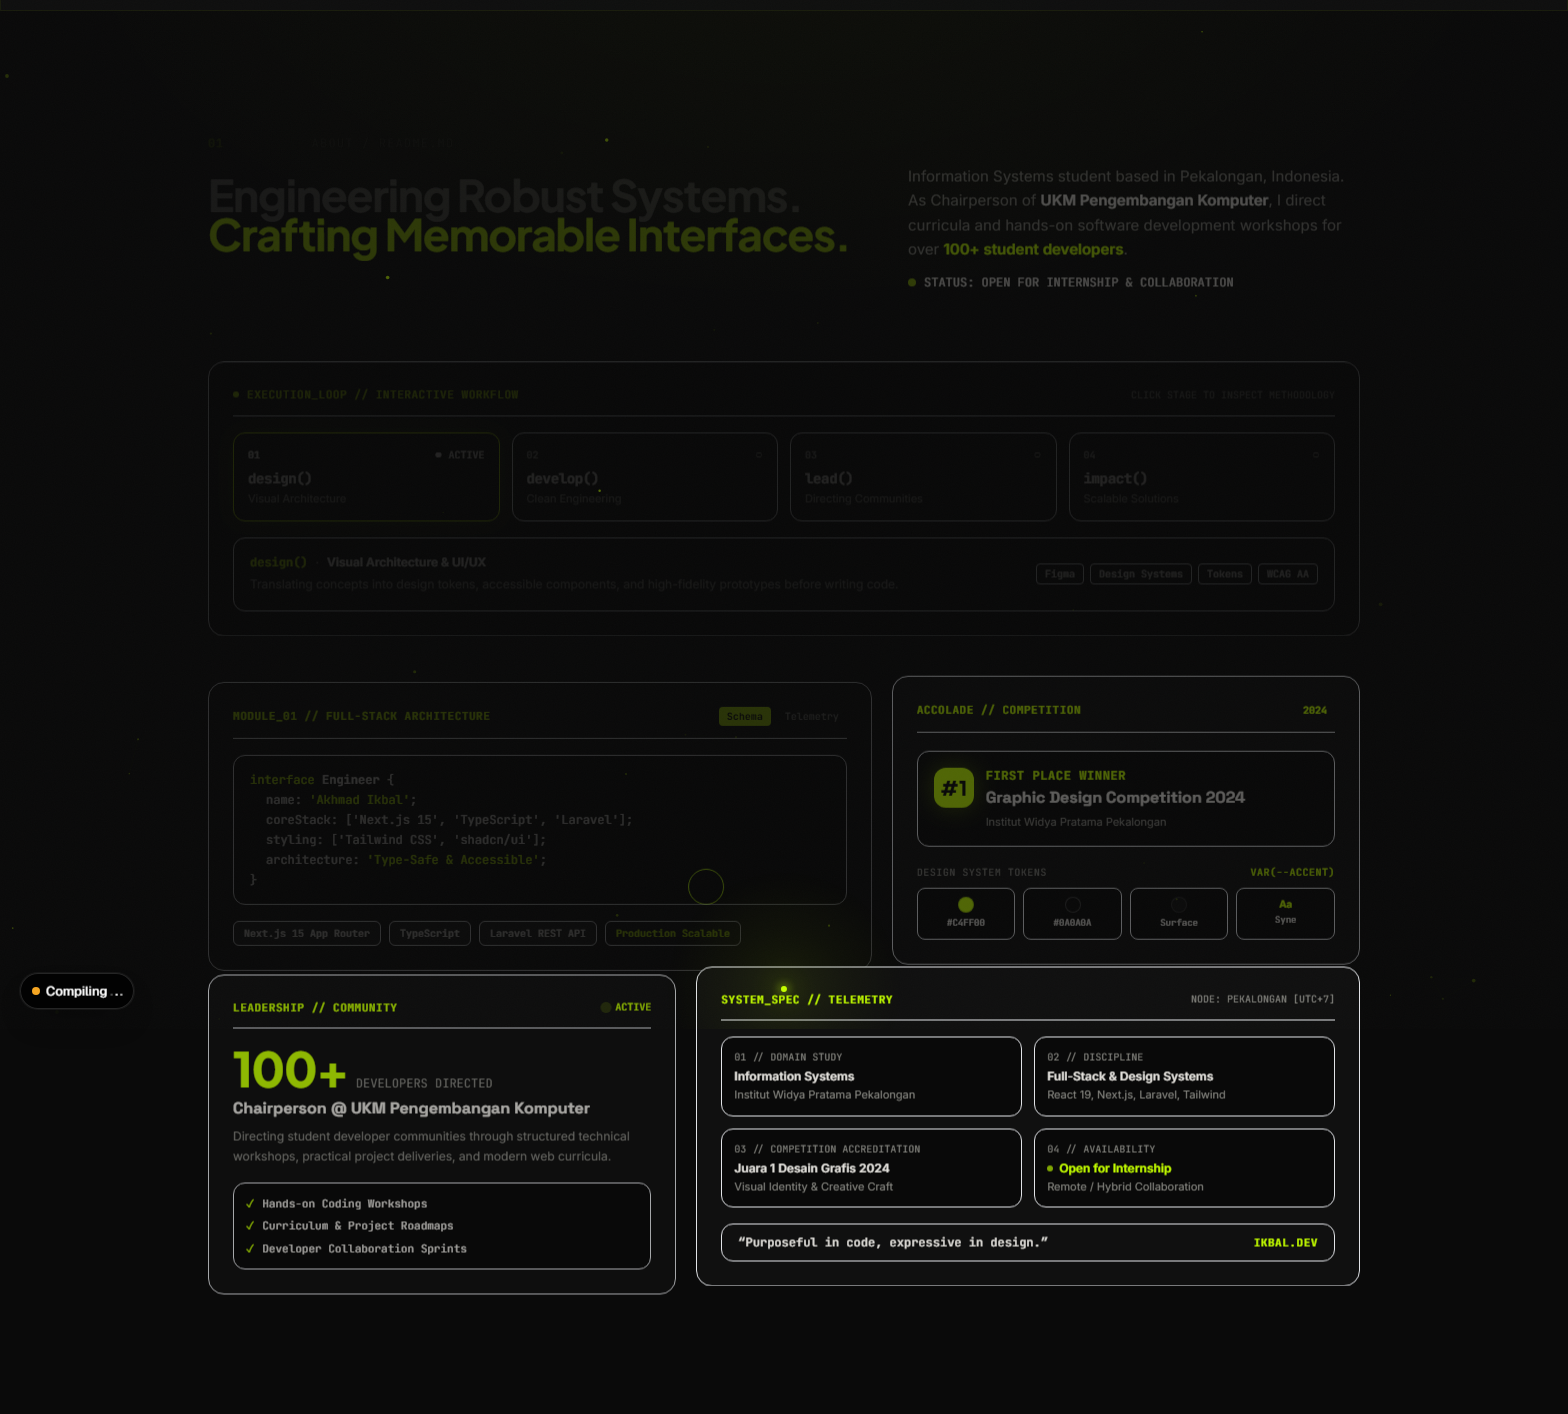 01
Engineering Robust Systems.
Crafting Memorable Interfaces.
Information Systems student based in Pekalongan, Indonesia.
As Chairperson of UKM Pengembangan Komputer, I direct
curricula and hands-on software development workshops for
over 100+ student developers.
STATUS: OPEN FOR INTERNSHIP & COLLABORATION
EXECUTION_LOOP // INTERACTIVE WORKFLOW
CLICK STAGE TO INSPECT METHODOLOGY
01
ACTIVE
design()
Visual Architecture
02
develop()
Clean Engineering
03
lead()
Directing Communities
04
impact()
Scalable Solutions
design() · Visual Architecture & UI/UX
Translating concepts into design tokens, accessible components, and high-fidelity prototypes before writing code.
Figma
Design Systems
Tokens
WCAG AA
MODULE_01 // FULL-STACK ARCHITECTURE
Schema
Telemetry
interface Engineer {
name: 'Akhmad Ikbal';
coreStack: ['Next.js 15', 'TypeScript', 'Laravel'];
styling: ['Tailwind CSS', 'shadcn/ui'];
architecture: 'Type-Safe & Accessible';
}
Next.js 15 App Router
TypeScript
Laravel REST API
Production Scalable
ACCOLADE // COMPETITION
2024
#1
FIRST PLACE WINNER
Graphic Design Competition 2024
Institut Widya Pratama Pekalongan
DESIGN SYSTEM TOKENS
VAR(--ACCENT)
#C4FF00
#0A0A0A
Surface
Aa
Syne
Compiling ...
LEADERSHIP // COMMUNITY
ACTIVE
100+ DEVELOPERS DIRECTED
Chairperson @ UKM Pengembangan Komputer
Directing student developer communities through structured technical
workshops, practical project deliveries, and modern web curricula.
✓ Hands-on Coding Workshops
✓ Curriculum & Project Roadmaps
✓ Developer Collaboration Sprints
SYSTEM_SPEC // TELEMETRY
NODE: PEKALONGAN [UTC+7]
01 // DOMAIN STUDY
Information Systems
Institut Widya Pratama Pekalongan
02 // DISCIPLINE
Full-Stack & Design Systems
React 19, Next.js, Laravel, Tailwind
03 // COMPETITION ACCREDITATION
Juara 1 Desain Grafis 2024
Visual Identity & Creative Craft
04 // AVAILABILITY
Open for Internship
Remote / Hybrid Collaboration
“Purposeful in code, expressive in design.”
IKBAL.DEV